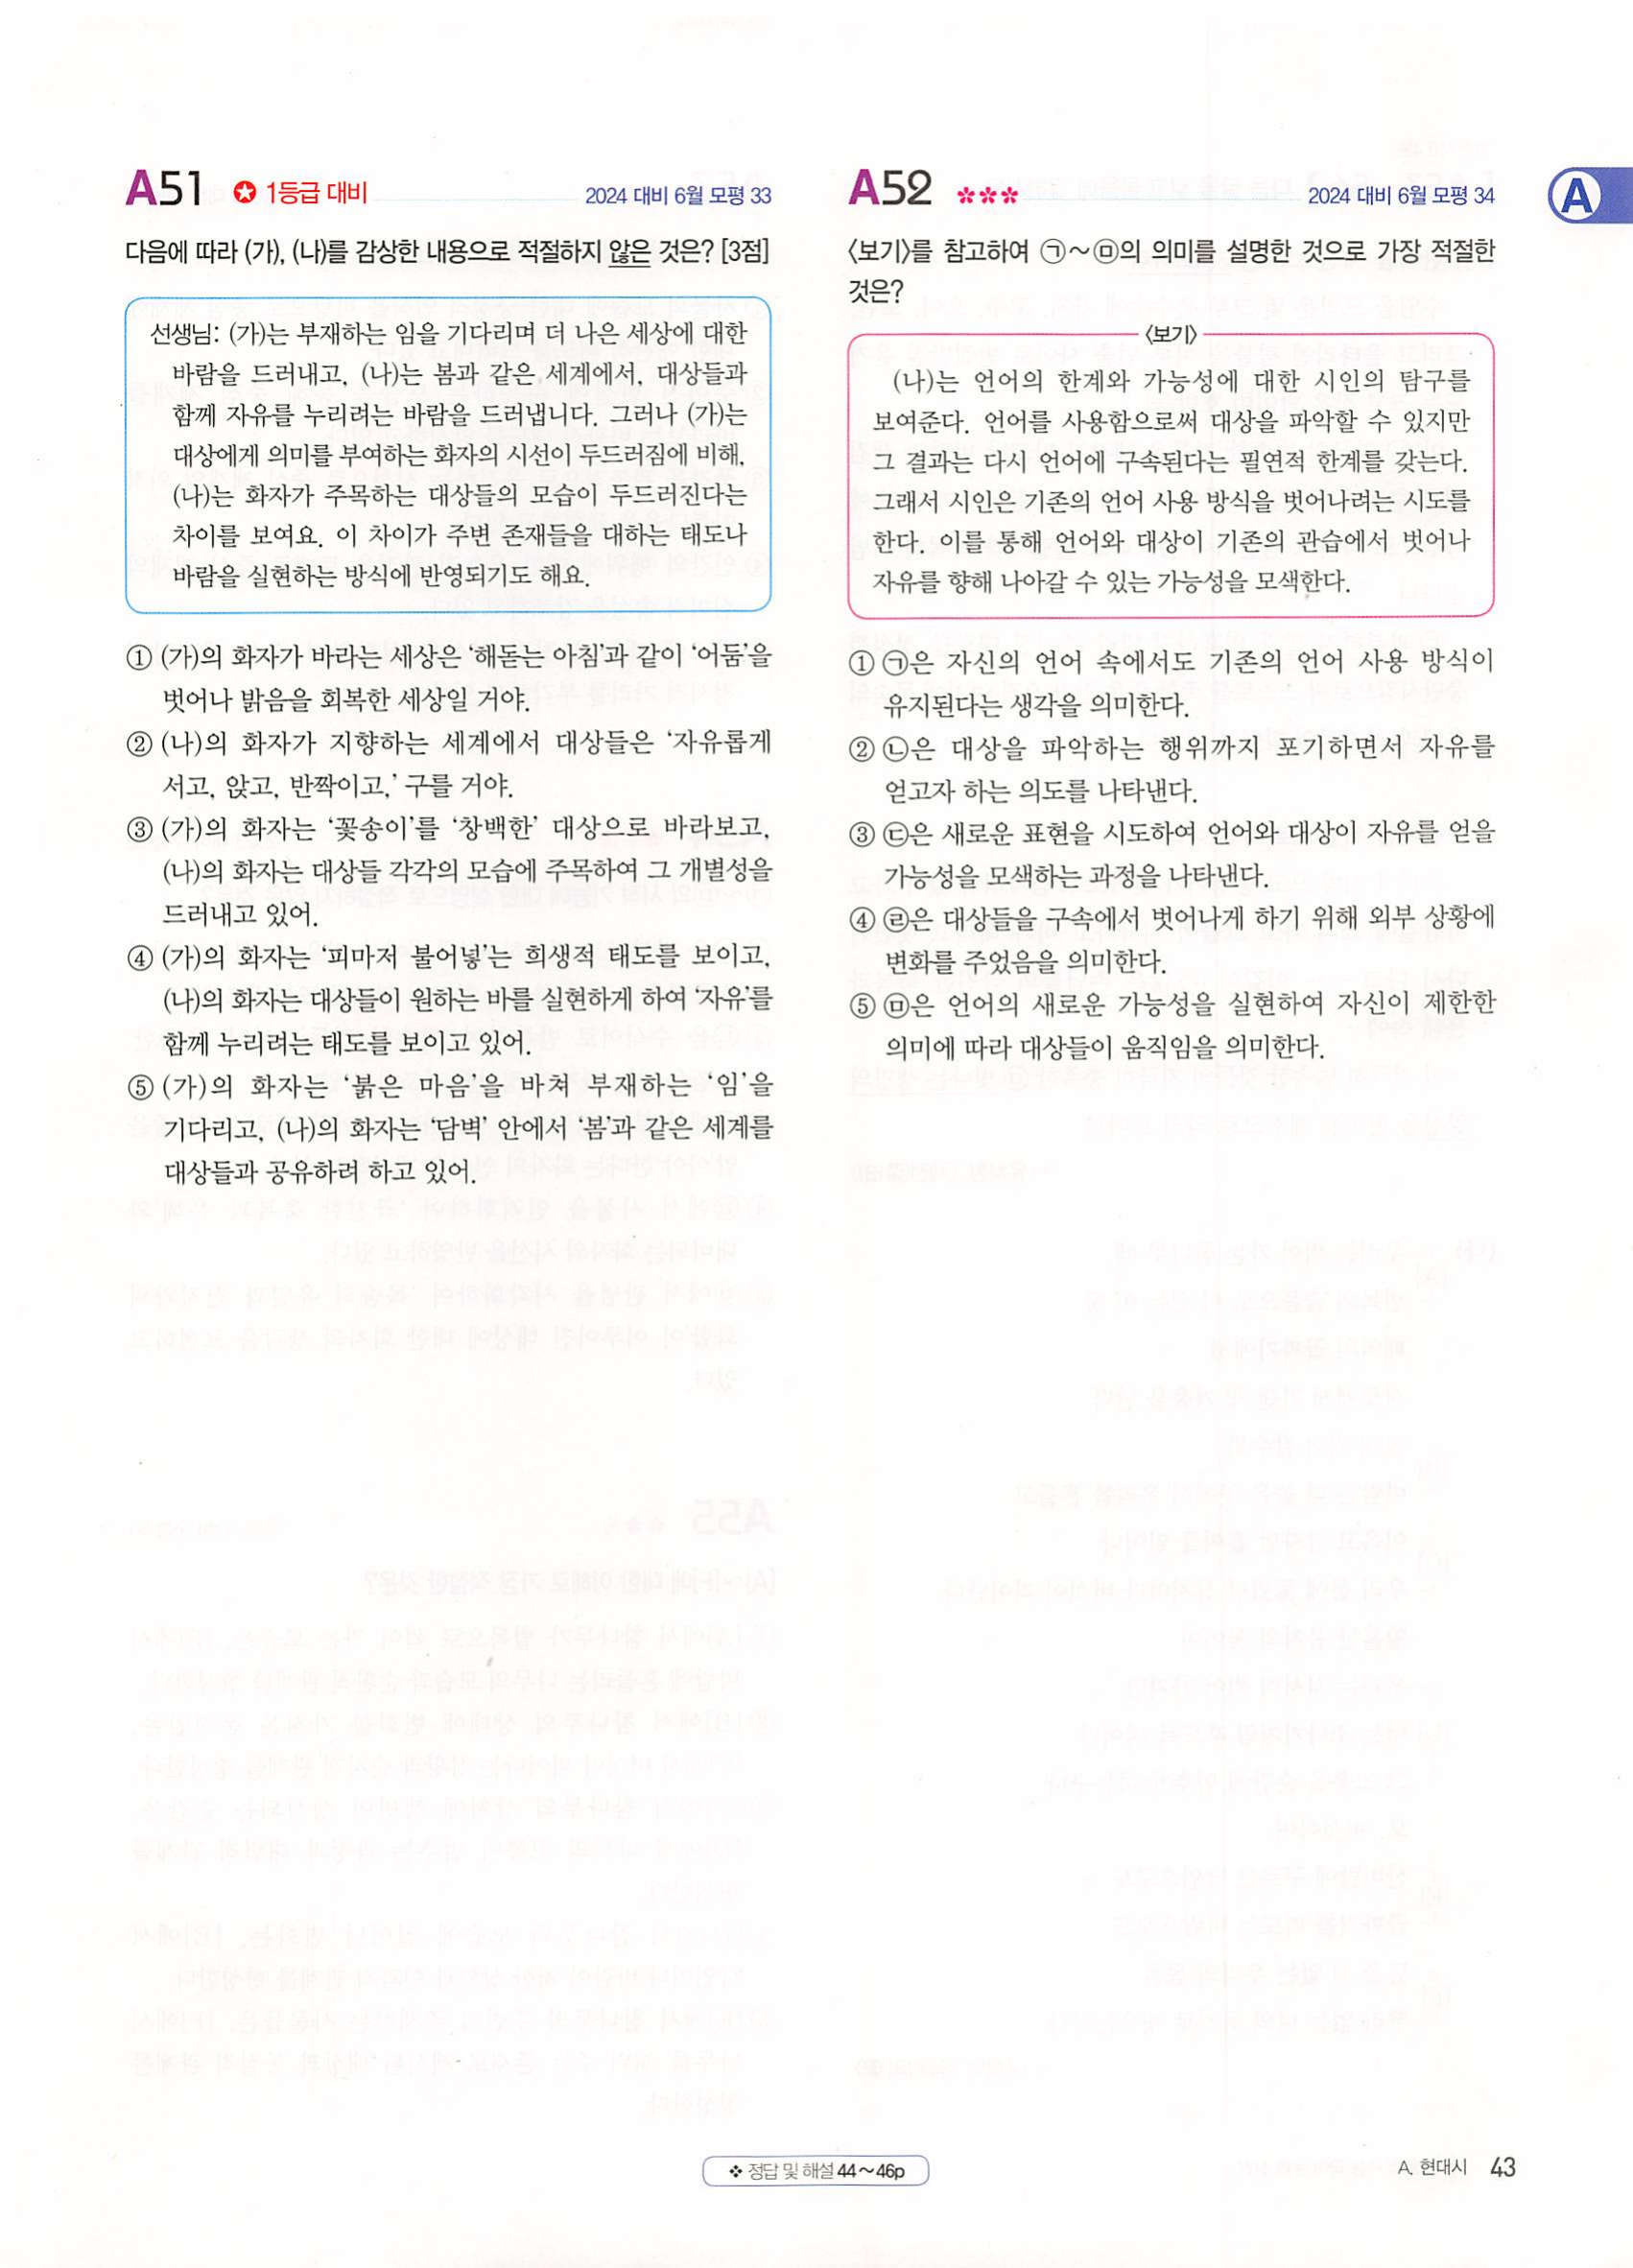 A51 1등급 대비 2024 대비 6월 모평 33
다음에 따라 (가), (나)를 감상한 내용으로 적절하지 않은 것은? [3점]
선생님: (가)는 부재하는 임을 기다리며 더 나은 세상에 대한
바람을 드러내고, (나)는 봄과 같은 세계에서, 대상들과
함께 자유를 누리려는 바람을 드러냅니다. 그러나 (가)는
대상에게 의미를 부여하는 화자의 시선이 두드러짐에 비해,
(나)는 화자가 주목하는 대상들의 모습이 두드러진다는
차이를 보여요. 이 차이가 주변 존재들을 대하는 태도나
바람을 실현하는 방식에 반영되기도 해요.
① (가)의 화자가 바라는 세상은 ‘해돋는 아침’과 같이 ‘어둠’을
벗어나 밝음을 회복한 세상일 거야.
② (나)의 화자가 지향하는 세계에서 대상들은 ‘자유롭게
서고, 앉고, 반짝이고,’ 구를 거야.
③ (가)의 화자는 ‘꽃송이’를 ‘창백한’ 대상으로 바라보고,
(나)의 화자는 대상들 각각의 모습에 주목하여 그 개별성을
드러내고 있어.
④ (가)의 화자는 ‘피마저 불어넣’는 희생적 태도를 보이고,
(나)의 화자는 대상들이 원하는 바를 실현하게 하여 ‘자유’를
함께 누리려는 태도를 보이고 있어.
⑤ (가)의 화자는 ‘붉은 마음’을 바쳐 부재하는 ‘임’을
기다리고, (나)의 화자는 ‘담벽’ 안에서 ‘봄’과 같은 세계를
대상들과 공유하려 하고 있어.
A52 *** 2024 대비 6월 모평 34
A
〈보기〉를 참고하여 ㉠~㉤의 의미를 설명한 것으로 가장 적절한
것은?
〈보기〉
(나)는 언어의 한계와 가능성에 대한 시인의 탐구를
보여준다. 언어를 사용함으로써 대상을 파악할 수 있지만
그 결과는 다시 언어에 구속된다는 필연적 한계를 갖는다.
그래서 시인은 기존의 언어 사용 방식을 벗어나려는 시도를
한다. 이를 통해 언어와 대상이 기존의 관습에서 벗어나
자유를 향해 나아갈 수 있는 가능성을 모색한다.
① ㉠은 자신의 언어 속에서도 기존의 언어 사용 방식이
유지된다는 생각을 의미한다.
② ㉡은 대상을 파악하는 행위까지 포기하면서 자유를
얻고자 하는 의도를 나타낸다.
③ ㉢은 새로운 표현을 시도하여 언어와 대상이 자유를 얻을
가능성을 모색하는 과정을 나타낸다.
④ ㉣은 대상들을 구속에서 벗어나게 하기 위해 외부 상황에
변화를 주었음을 의미한다.
⑤ ㉤은 언어의 새로운 가능성을 실현하여 자신이 제한한
의미에 따라 대상들이 움직임을 의미한다.
❖ 정답 및 해설 44~46p
A. 현대시 43